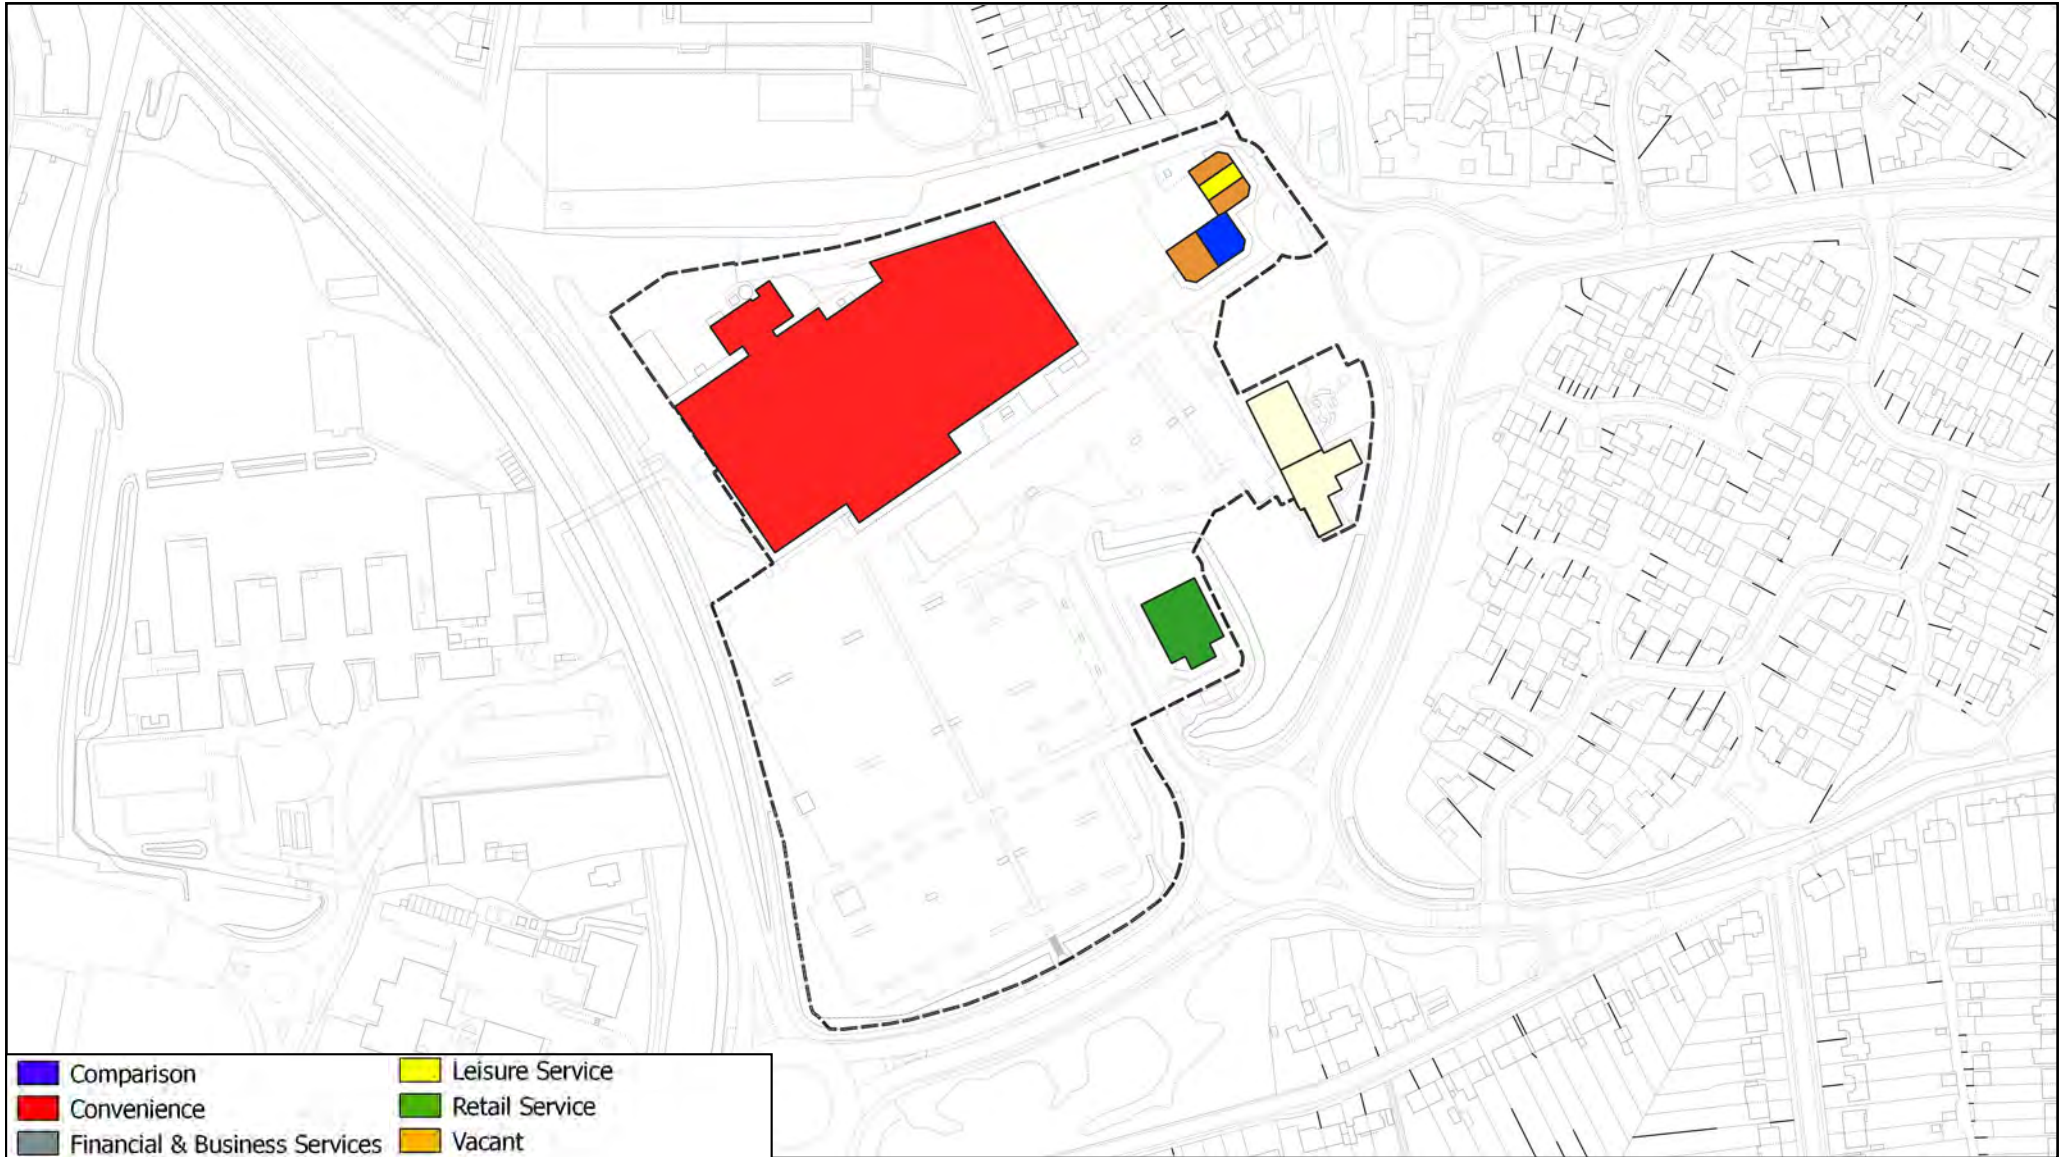 Comparison
Convenience
Financial & Business Services
Leisure Service
Retail Service
Vacant